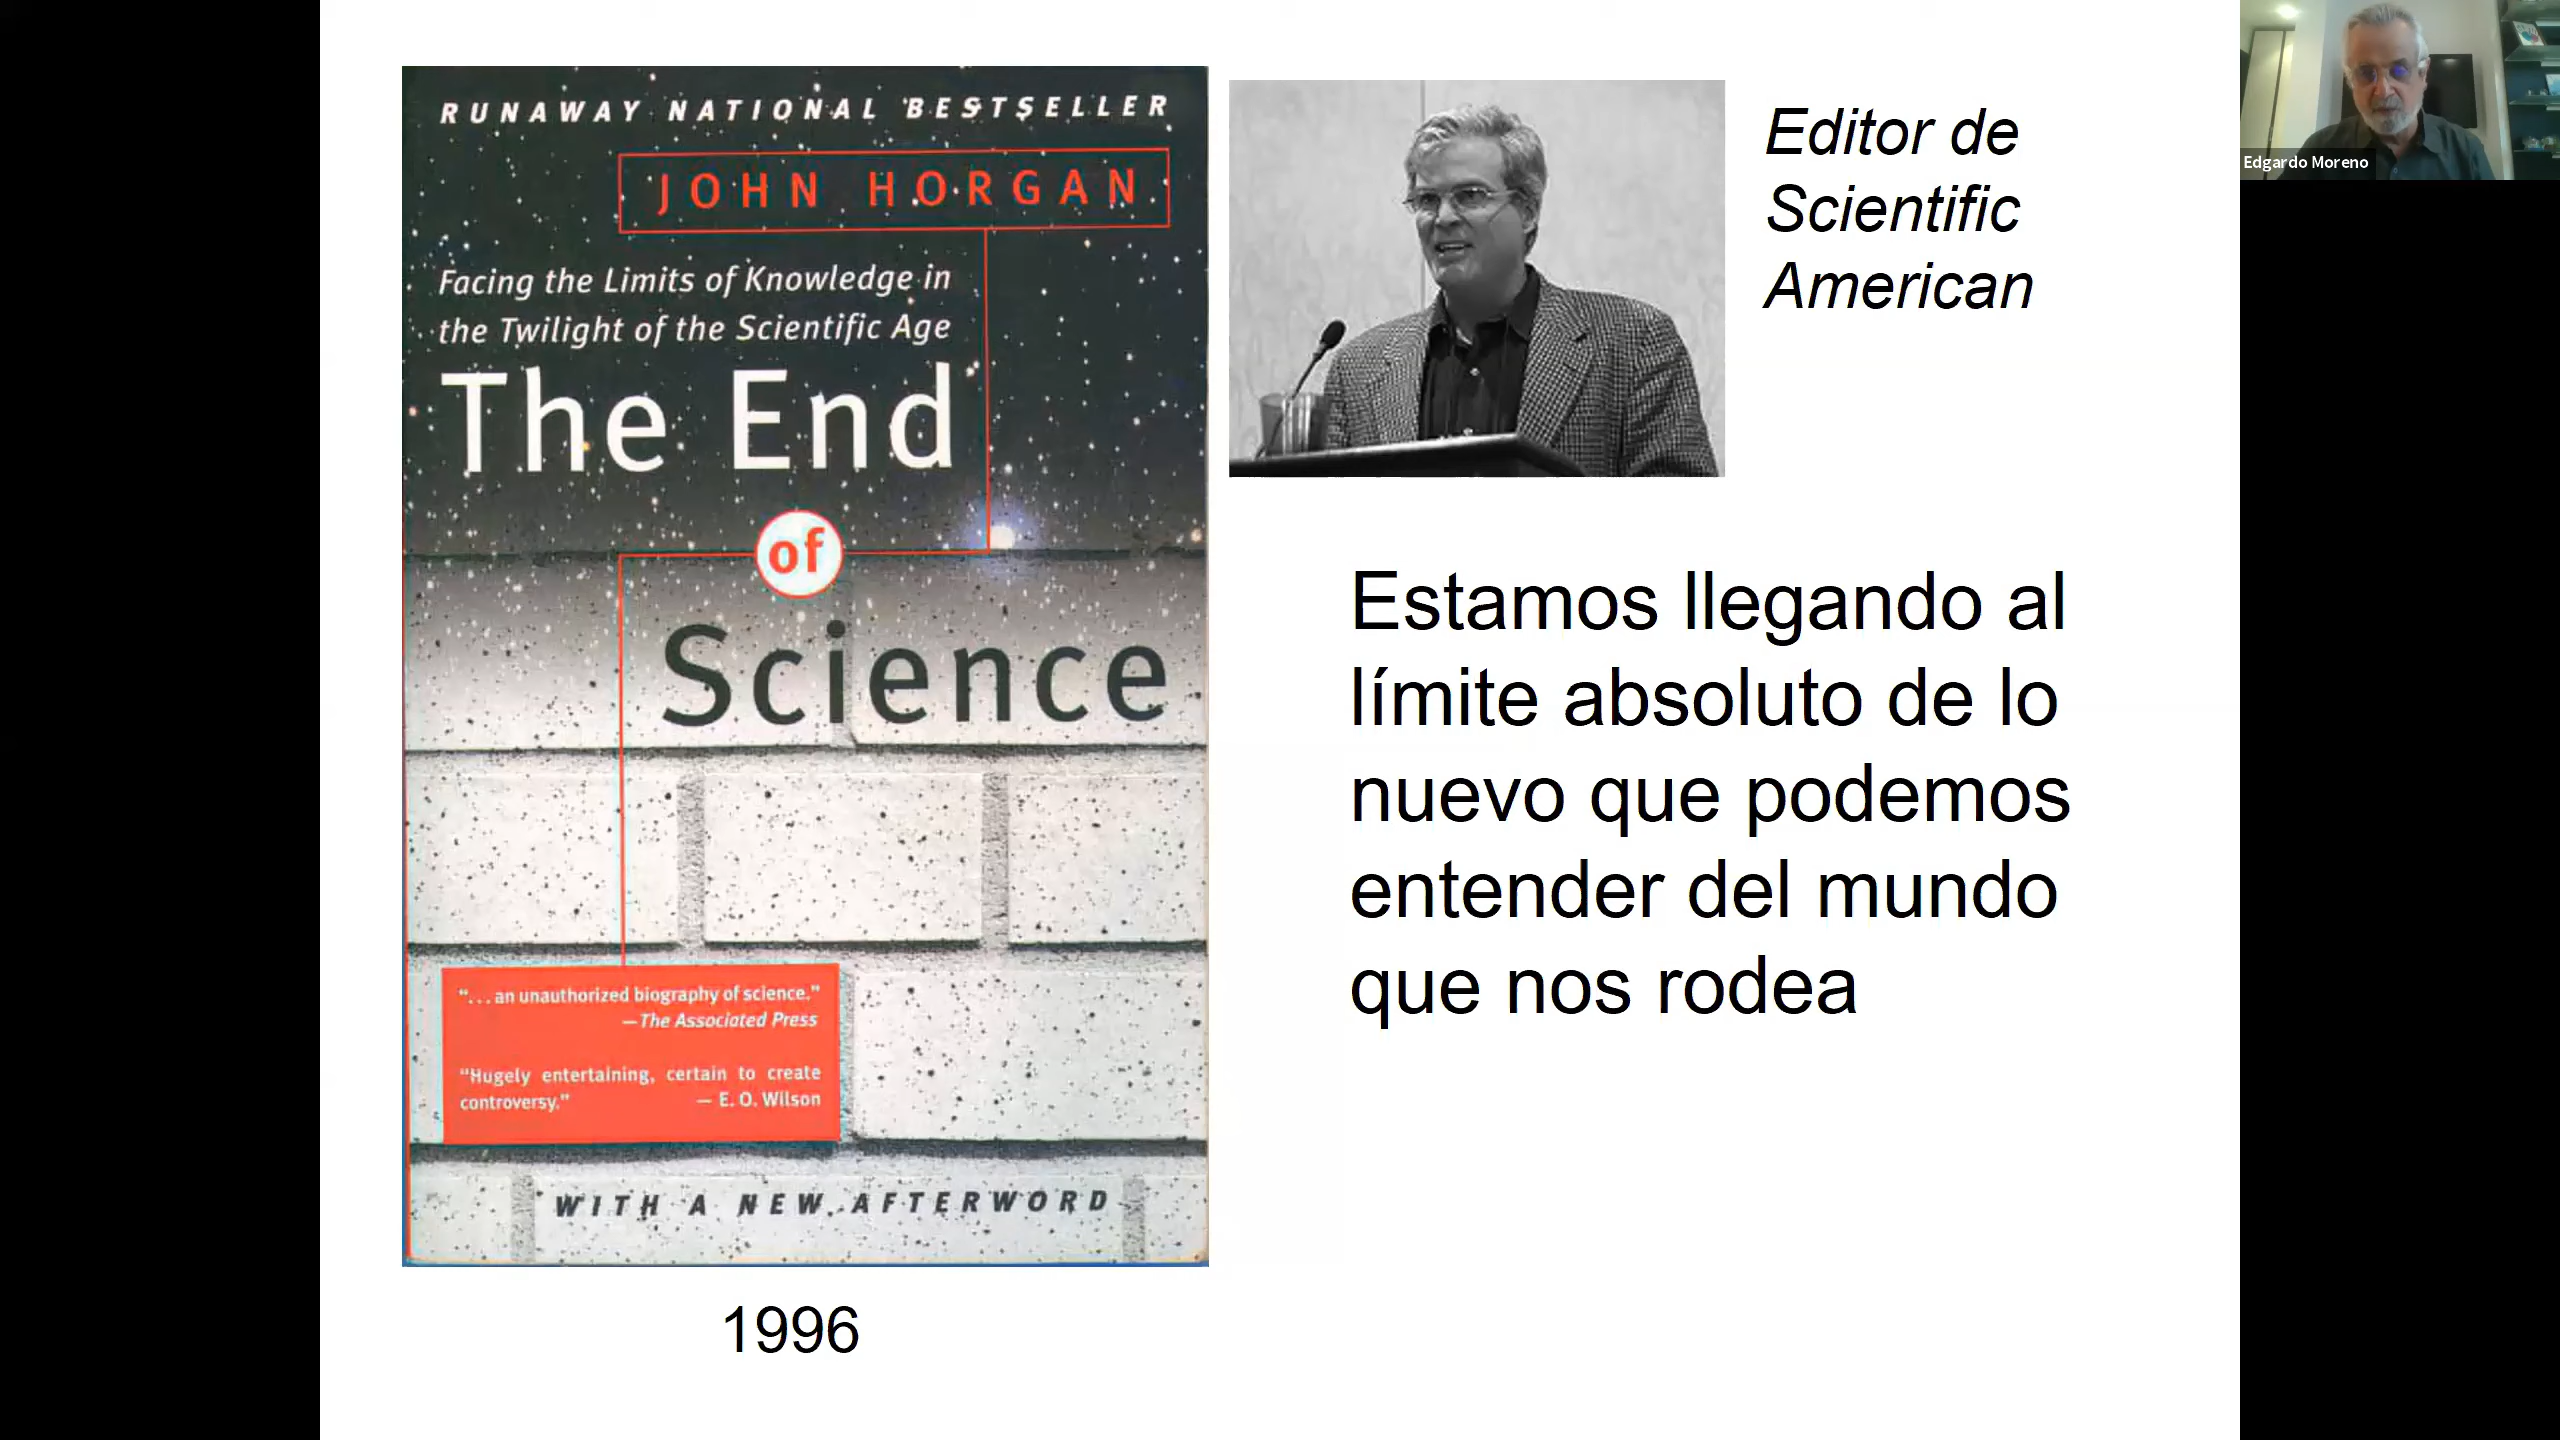 RUNAWAY NATIONAL BESTSELLER
JOHN HORGAN
Facing the Limits of Knowledge in
the Twilight of the Scientific Age
The End
of
Science
"...an unauthorized biography of science."
—The Associated Press
"Hugely entertaining, certain to create
controversy." — E. O. Wilson
WITH A NEW AFTERWORD
1996
Editor de
Scientific
American
Estamos llegando al
límite absoluto de lo
nuevo que podemos
entender del mundo
que nos rodea
Edgardo Moreno